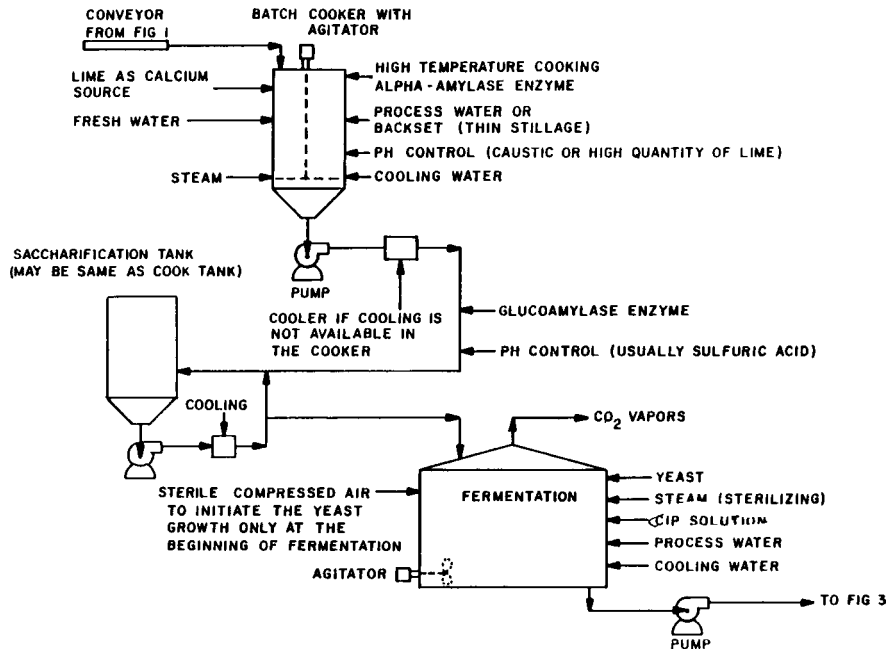 CONVEYOR
FROM FIG 1
BATCH COOKER WITH
AGITATOR
LIME AS CALCIUM
SOURCE
HIGH TEMPERATURE COOKING
ALPHA-AMYLASE ENZYME
FRESH WATER
PROCESS WATER OR
BACKSET (THIN STILLAGE)
PH CONTROL (CAUSTIC OR HIGH QUANTITY OF LIME)
STEAM
COOLING WATER
SACCHARIFICATION TANK
(MAY BE SAME AS COOK TANK)
PUMP
COOLER IF COOLING IS
NOT AVAILABLE IN
THE COOKER
GLUCOAMYLASE ENZYME
PH CONTROL (USUALLY SULFURIC ACID)
COOLING
CO2 VAPORS
STERILE COMPRESSED AIR
TO INITIATE THE YEAST
GROWTH ONLY AT THE
BEGINNING OF FERMENTATION
FERMENTATION
YEAST
STEAM (STERILIZING)
CIP SOLUTION
PROCESS WATER
COOLING WATER
AGITATOR
TO FIG 3
PUMP